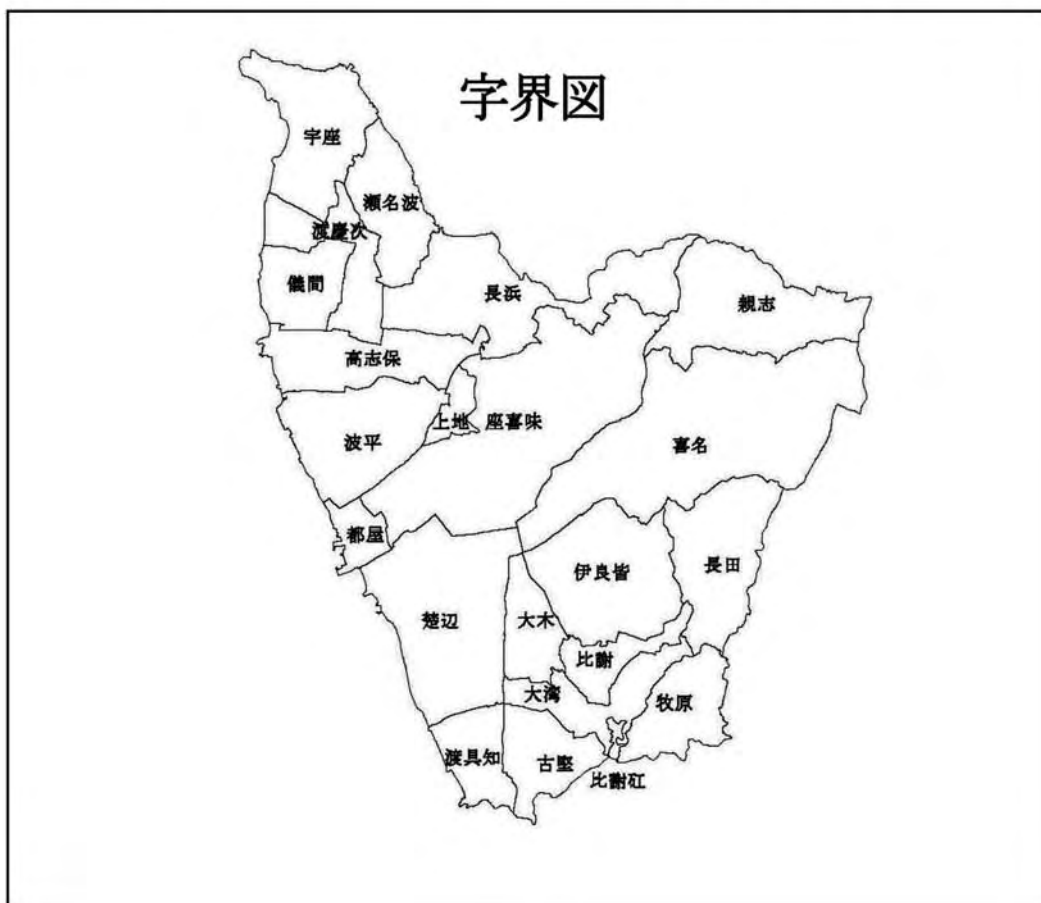 字界図
宇座
瀬名波
渡慶次
儀間
長浜
親志
高志保
上地
座喜味
波平
喜名
都屋
伊良皆
長田
楚辺
大木
比謝
大湾
牧原
渡具知
古堅
比謝矼